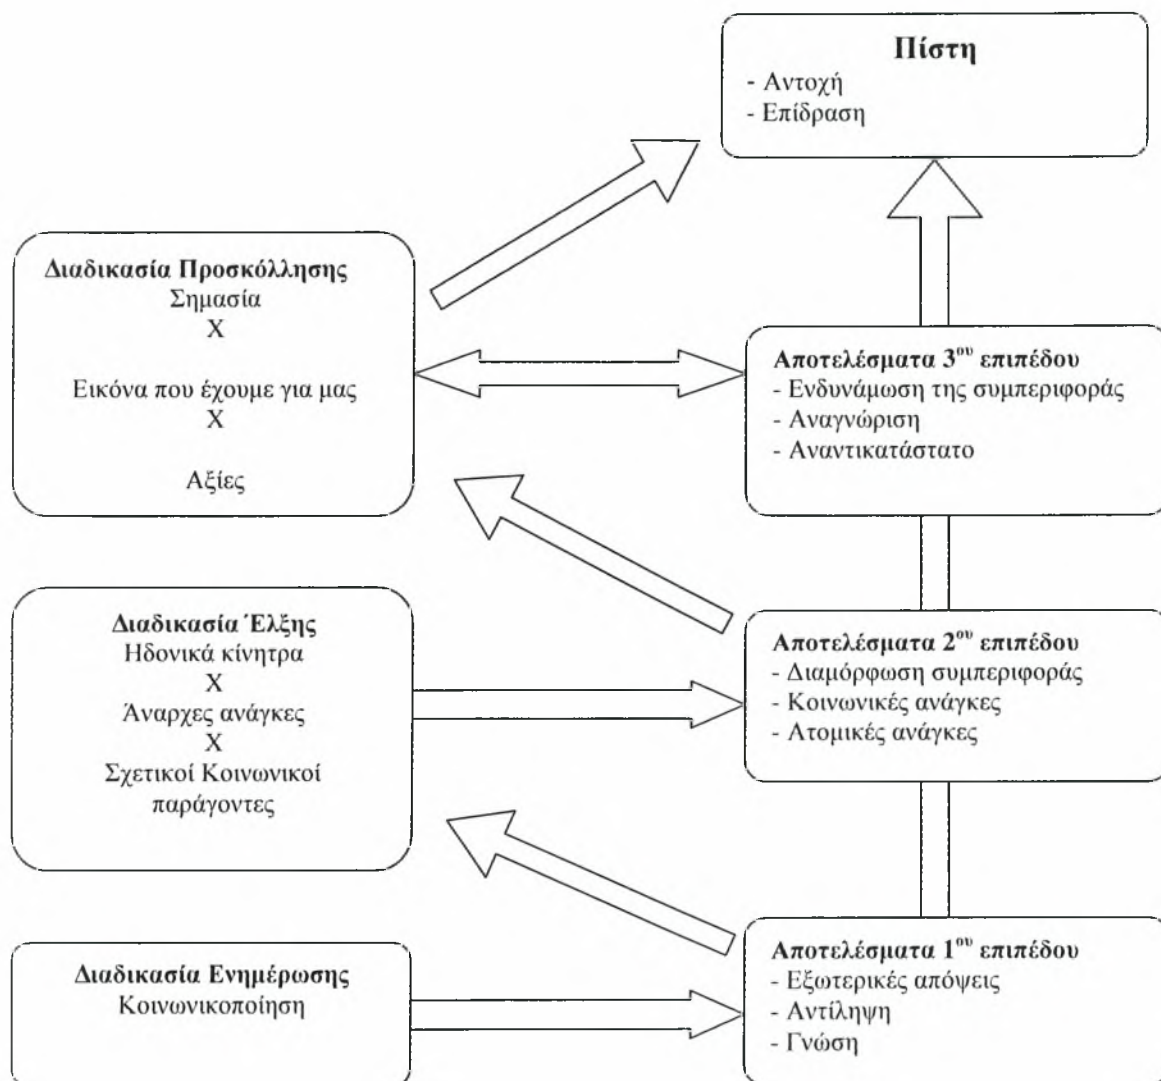 Πίστη
- Αντοχή
- Επίδραση
Διαδικασία Προσκόλλησης
Σημασία
Χ
Εικόνα που έχουμε για μας
Χ
Αξίες
Αποτελέσματα 3ου επιπέδου
- Ενδυνάμωση της συμπεριφοράς
- Αναγνώριση
- Αναντικατάστατο
Διαδικασία Έλξης
Ηδονικά κίνητρα
Χ
Άναρχες ανάγκες
Χ
Σχετικοί Κοινωνικοί
παράγοντες
Αποτελέσματα 2ου επιπέδου
- Διαμόρφωση συμπεριφοράς
- Κοινωνικές ανάγκες
- Ατομικές ανάγκες
Διαδικασία Ενημέρωσης
Κοινωνικοποίηση
Αποτελέσματα 1ου επιπέδου
- Εξωτερικές απόψεις
- Αντίληψη
- Γνώση